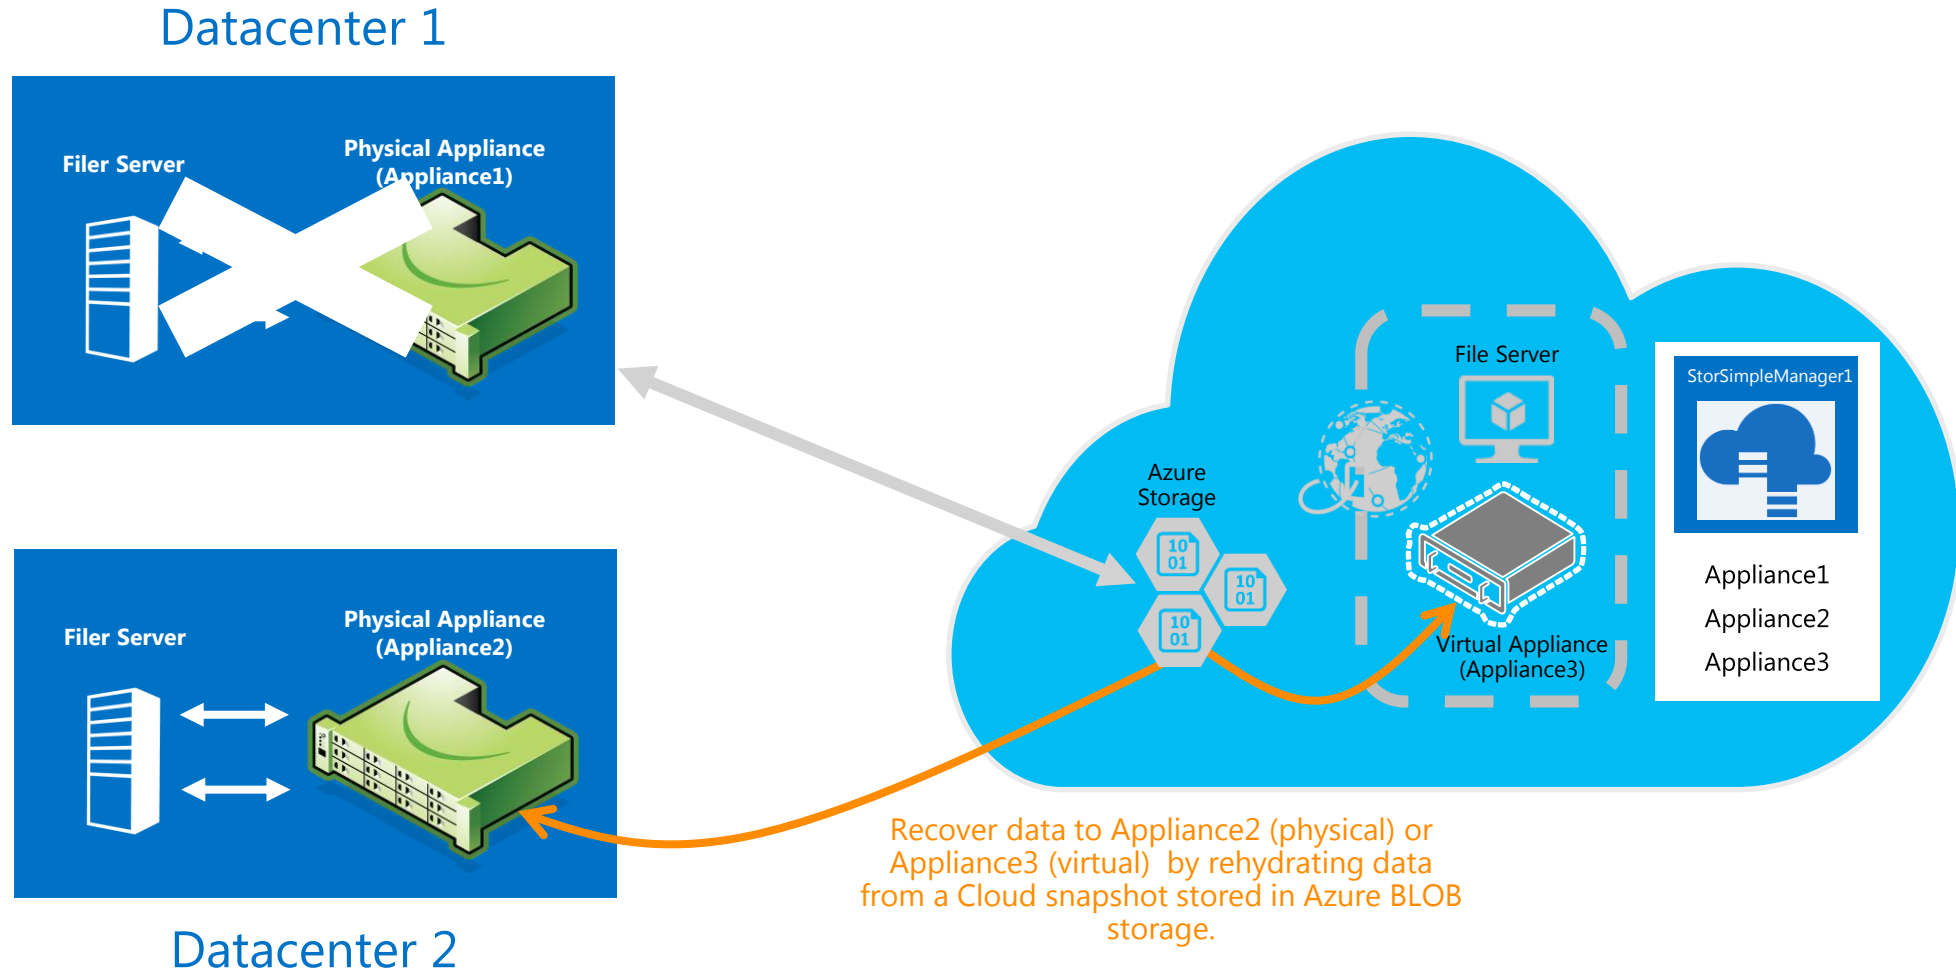 Datacenter 1
Filer Server
Physical Appliance
(Appliance1)
Azure
Storage
10
01
10
01
10
01
File Server
Virtual Appliance
(Appliance3)
StorSimpleManager1
Appliance1
Appliance2
Appliance3
Filer Server
Physical Appliance
(Appliance2)
Recover data to Appliance2 (physical) or
Appliance3 (virtual)  by rehydrating data
from a Cloud snapshot stored in Azure BLOB
storage.
Datacenter 2